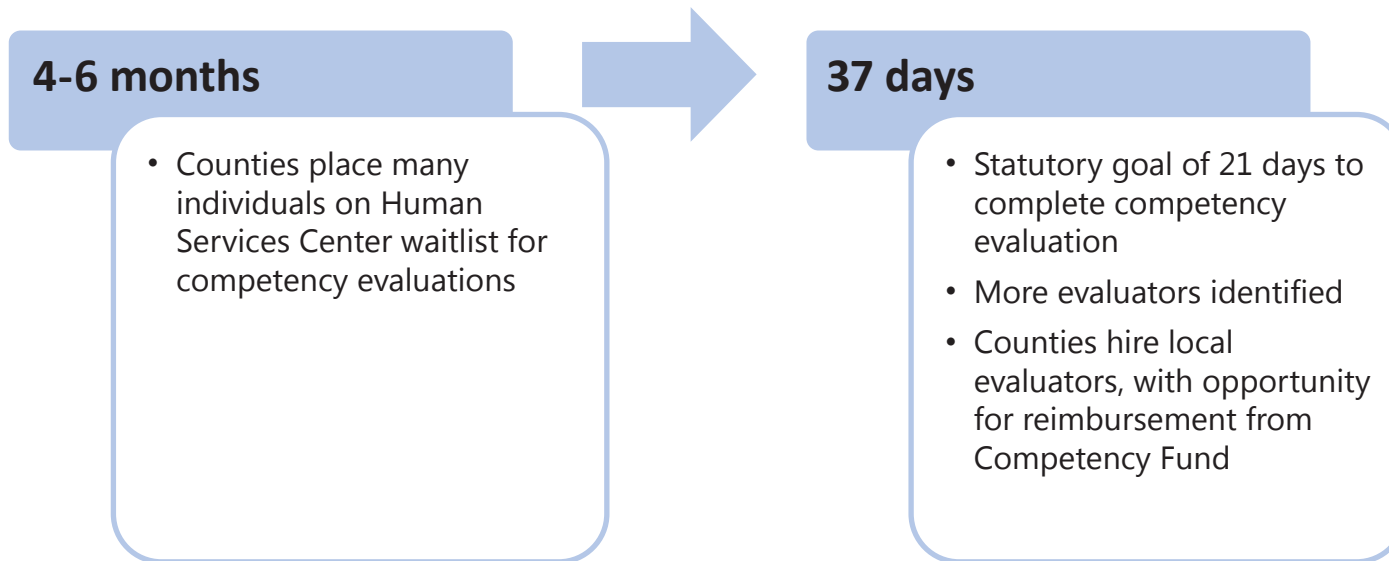 4-6 months
• Counties place many
individuals on Human
Services Center waitlist for
competency evaluations
37 days
• Statutory goal of 21 days to
complete competency
evaluation
• More evaluators identified
• Counties hire local
evaluators, with opportunity
for reimbursement from
Competency Fund